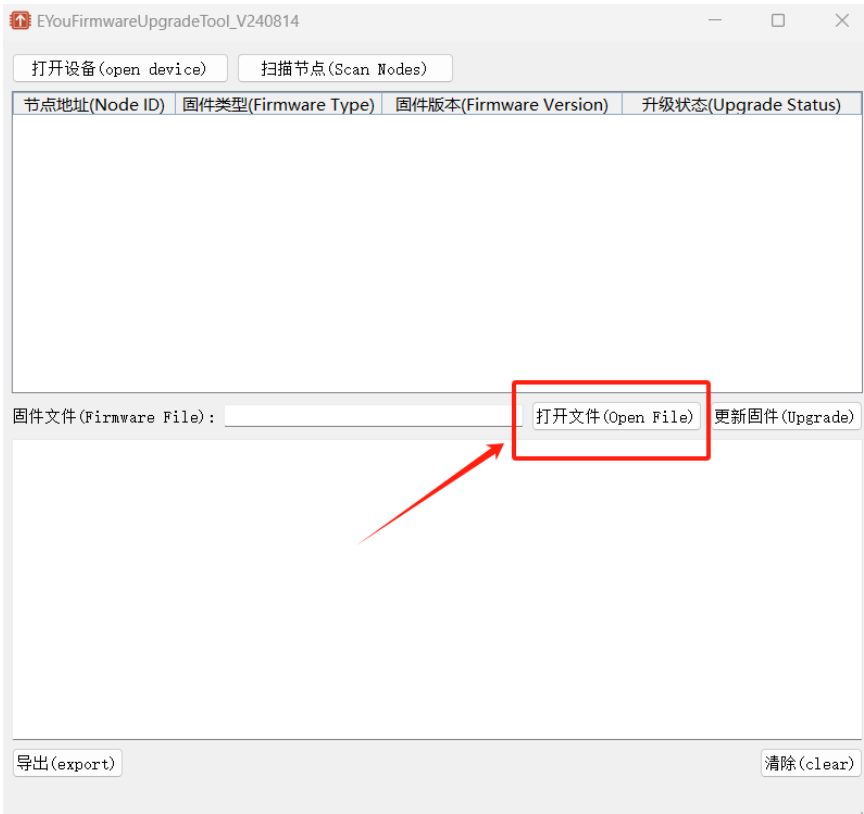 EYouFirmwareUpgradeTool_V240814
打开设备(open device) 扫描节点(Scan Nodes)
节点地址(Node ID) 固件类型(Firmware Type) 固件版本(Firmware Version) 升级状态(Upgrade Status)
固件文件(Firmware File): 打开文件(Open File) 更新固件(Upgrade)
导出(export) 清除(clear)